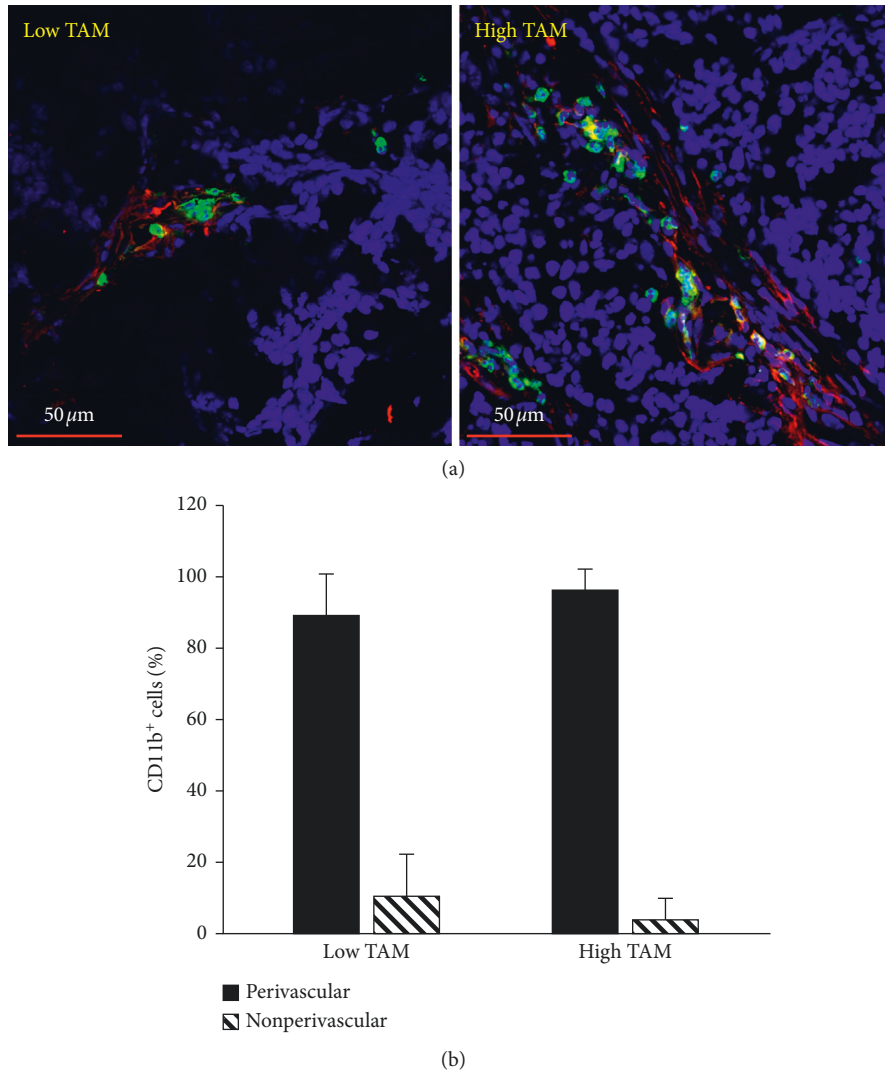 Low TAM
High TAM
50 μm
50 μm
(a)
120
100
80
60
40
20
0
CD11b⁺ cells (%)
Low TAM
High TAM
Perivascular
Nonperivascular
(b)